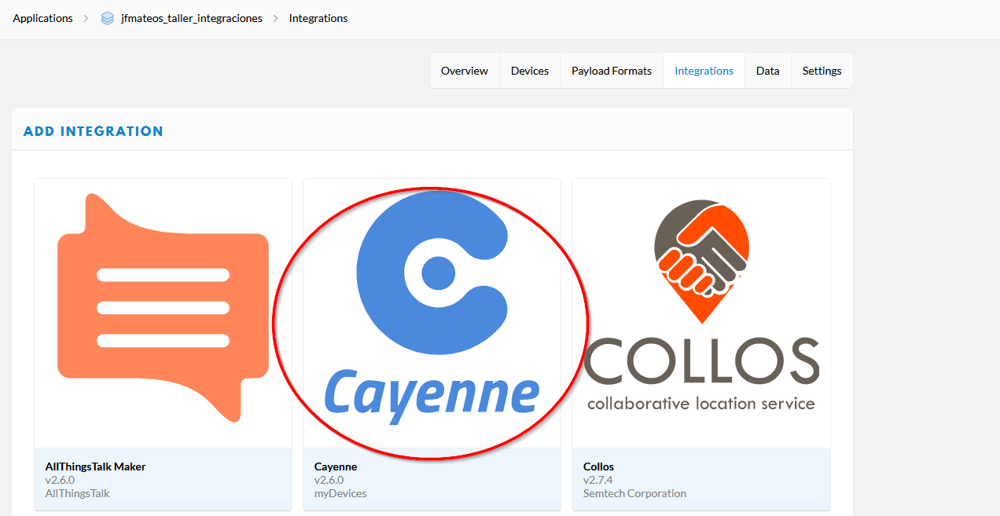 Applications
jfmateos_taller_integraciones
Integrations
Overview
Devices
Payload Formats
Integrations
Data
Settings
ADD INTEGRATION
Cayenne
COLLOS
collaborative location service
AllThingsTalk Maker
v2.6.0
AllThingsTalk
Cayenne
v2.6.0
myDevices
Collos
v2.7.4
Semtech Corporation